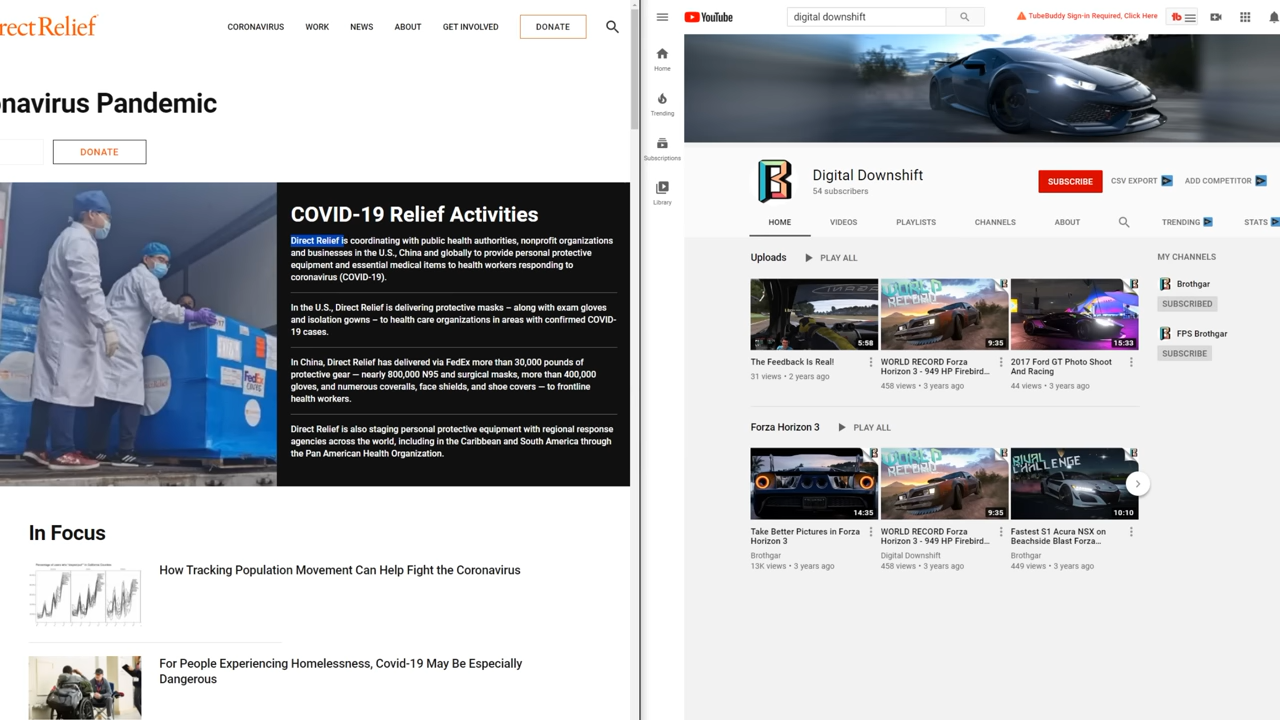 rect Relief
CORONAVIRUS WORK NEWS ABOUT GET INVOLVED DONATE
navirus Pandemic
DONATE
COVID-19 Relief Activities
Direct Relief is coordinating with public health authorities, nonprofit organizations
and businesses in the U.S., China and globally to provide personal protective
equipment and essential medical items to health workers responding to
coronavirus (COVID-19).
In the U.S., Direct Relief is delivering protective masks – along with exam gloves
and isolation gowns – to health care organizations in areas with confirmed COVID-
19 cases.
In China, Direct Relief has delivered via FedEx more than 30,000 pounds of
protective gear — nearly 800,000 N95 and surgical masks, more than 400,000
gloves, and numerous coveralls, face shields, and shoe covers — to frontline
health workers.
Direct Relief is also staging personal protective equipment with regional response
agencies across the world, including in the Caribbean and South America through
the Pan American Health Organization.
FedEx
In Focus
How Tracking Population Movement Can Help Fight the Coronavirus
For People Experiencing Homelessness, Covid-19 May Be Especially
Dangerous
YouTube
digital downshift
TubeBuddy Sign-in Required, Click Here
tb
Home
Trending
Subscriptions
Library
Digital Downshift
54 subscribers
SUBSCRIBE CSV EXPORT ADD COMPETITOR
HOME VIDEOS PLAYLISTS CHANNELS ABOUT TRENDING STATS
Uploads PLAY ALL
5:58
WORLD RECORD
9:35
15:33
The Feedback Is Real!
31 views • 2 years ago
WORLD RECORD Forza
Horizon 3 - 949 HP Firebird...
458 views • 3 years ago
2017 Ford GT Photo Shoot
And Racing
44 views • 3 years ago
Forza Horizon 3 PLAY ALL
14:35
WORLD RECORD
9:35
RIVAL CHALLENGE
10:10
Take Better Pictures in Forza
Horizon 3
Brothgar
13K views • 3 years ago
WORLD RECORD Forza
Horizon 3 - 949 HP Firebird...
Digital Downshift
458 views • 3 years ago
Fastest S1 Acura NSX on
Beachside Blast Forza...
Brothgar
449 views • 3 years ago
MY CHANNELS
Brothgar
SUBSCRIBED
FPS Brothgar
SUBSCRIBE